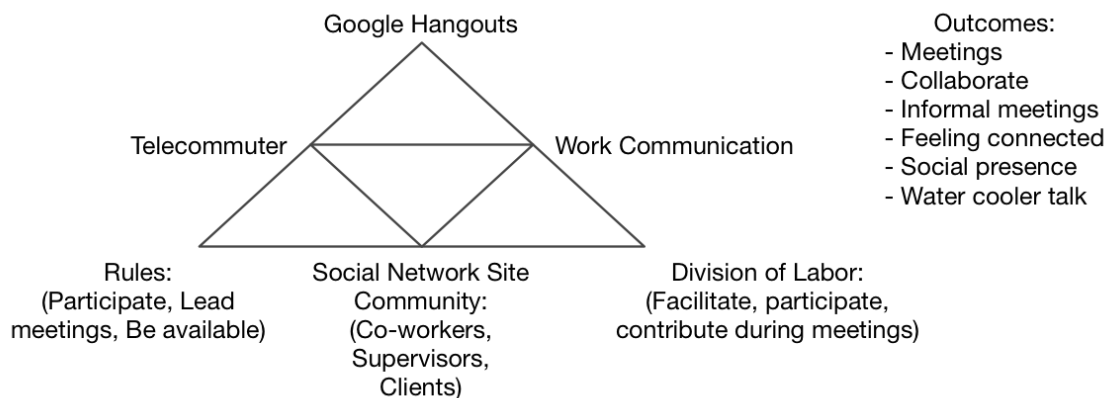 Google Hangouts
Outcomes:
- Meetings
- Collaborate
- Informal meetings
- Feeling connected
- Social presence
- Water cooler talk
Telecommuter
Work Communication
Rules:
(Participate, Lead
meetings, Be available)
Social Network Site
Community:
(Co-workers,
Supervisors,
Clients)
Division of Labor:
(Facilitate, participate,
contribute during meetings)